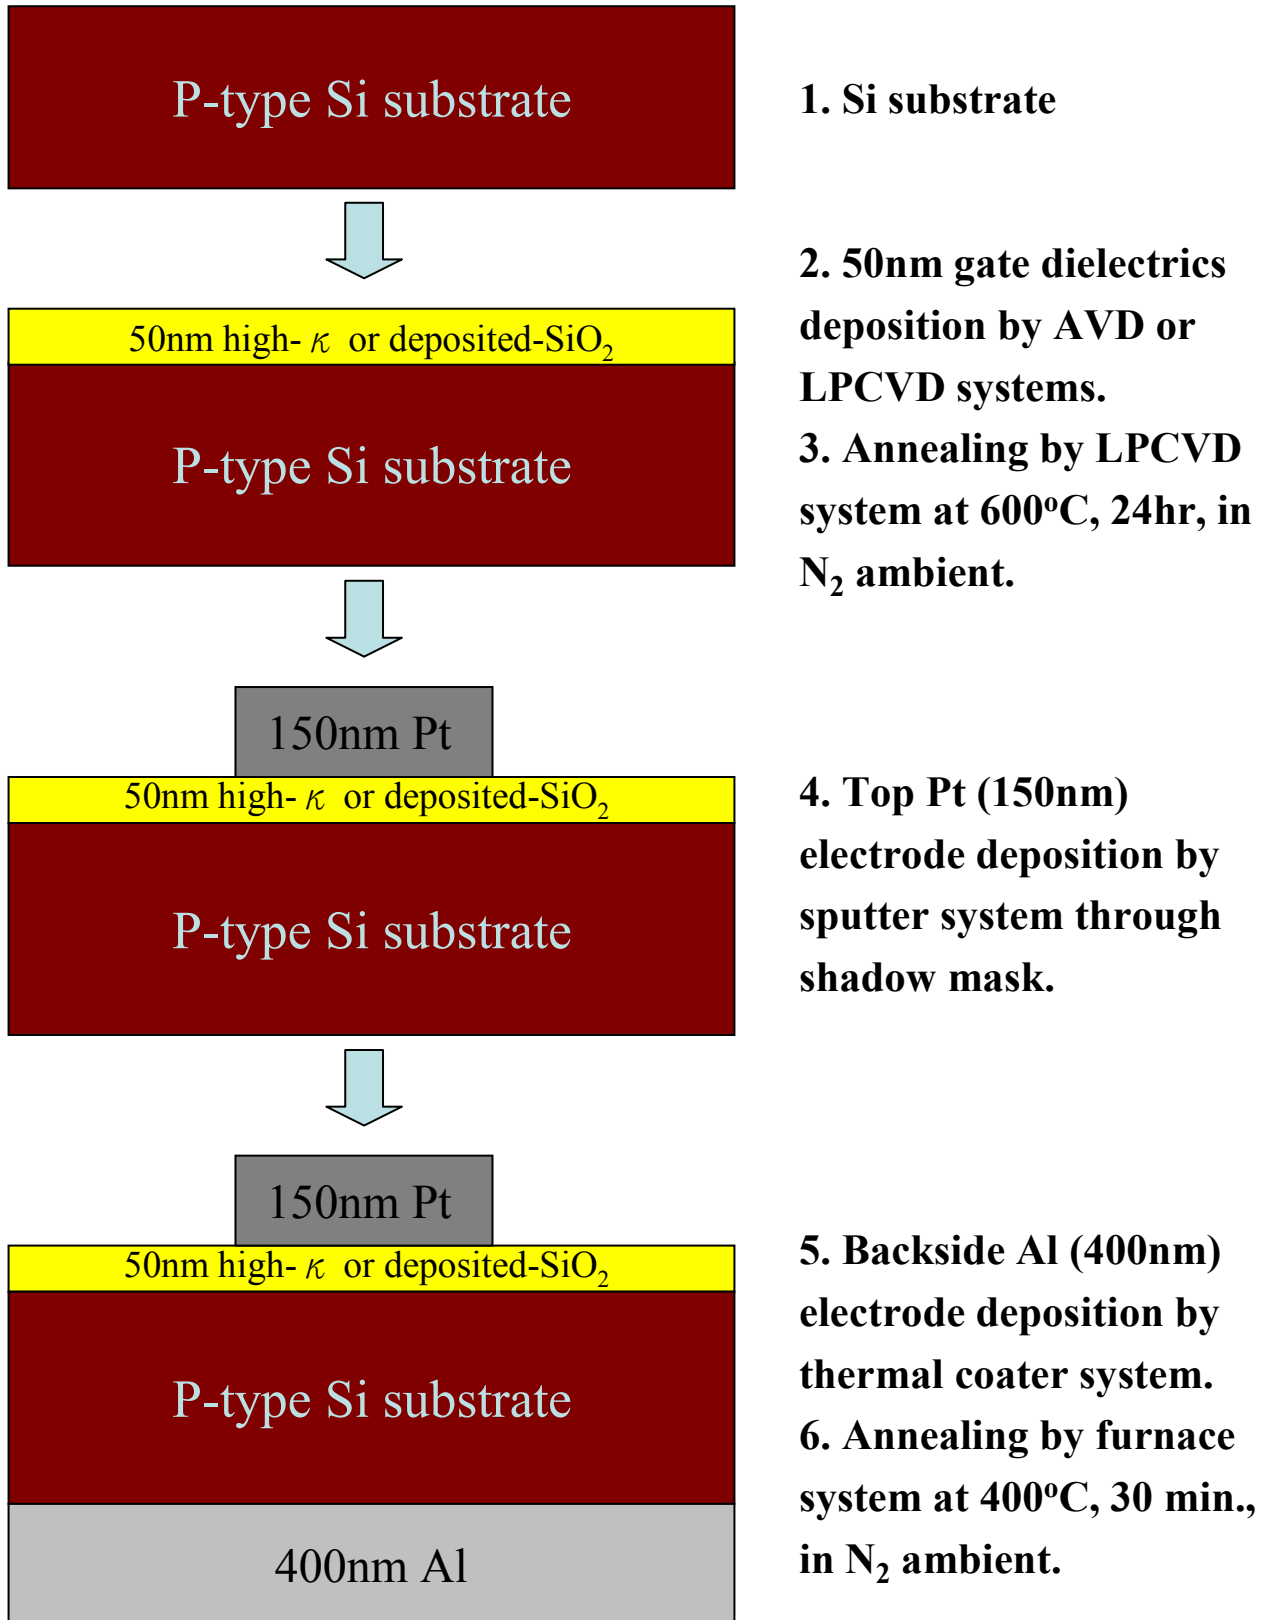 P-type Si substrate
1. Si substrate
50nm high- κ or deposited-SiO₂
P-type Si substrate
2. 50nm gate dielectrics
deposition by AVD or
LPCVD systems.
3. Annealing by LPCVD
system at 600ºC, 24hr, in
N₂ ambient.
150nm Pt
50nm high- κ or deposited-SiO₂
P-type Si substrate
4. Top Pt (150nm)
electrode deposition by
sputter system through
shadow mask.
150nm Pt
50nm high- κ or deposited-SiO₂
P-type Si substrate
400nm Al
5. Backside Al (400nm)
electrode deposition by
thermal coater system.
6. Annealing by furnace
system at 400ºC, 30 min.,
in N₂ ambient.